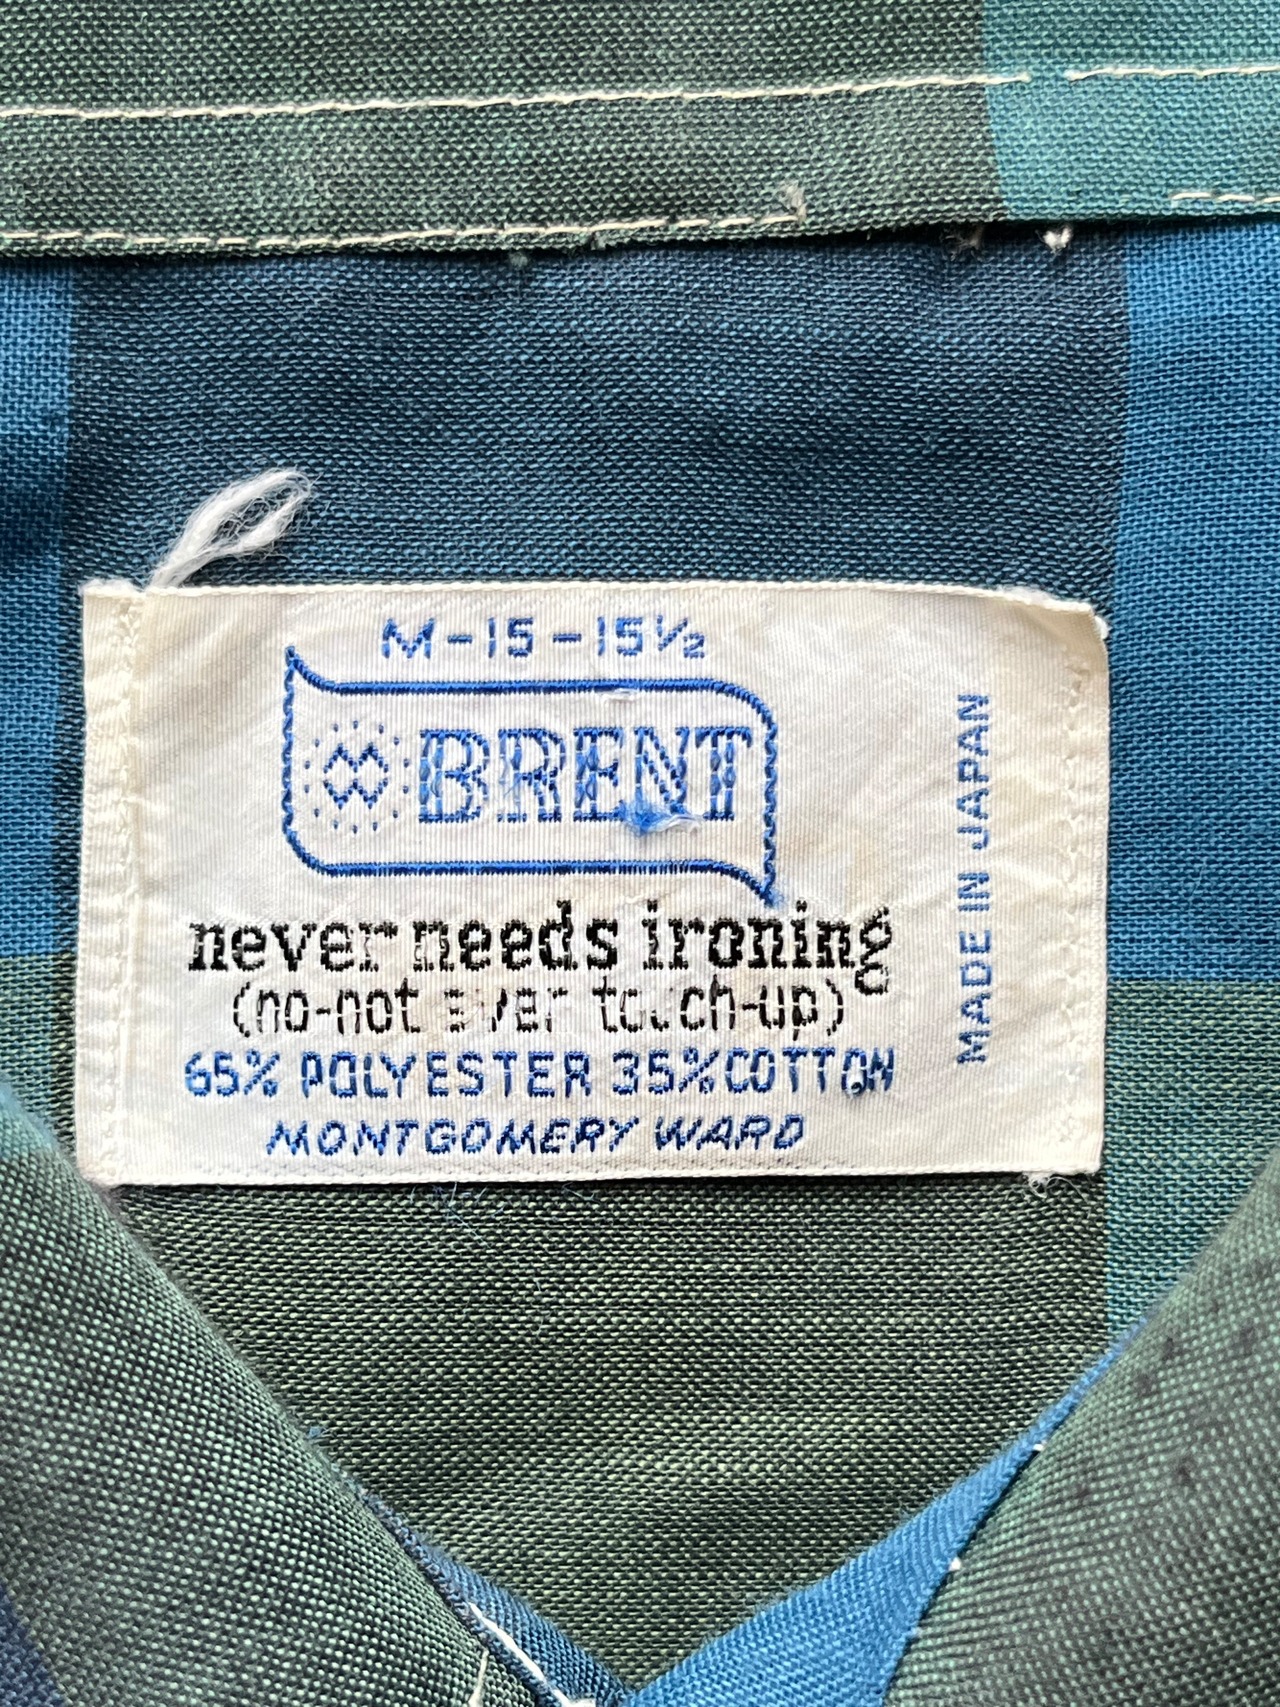 M-15-15½
BRENT
never needs ironing
(no-not ever touch-up)
65% POLYESTER 35% COTTON
MONTGOMERY WARD
MADE IN JAPAN